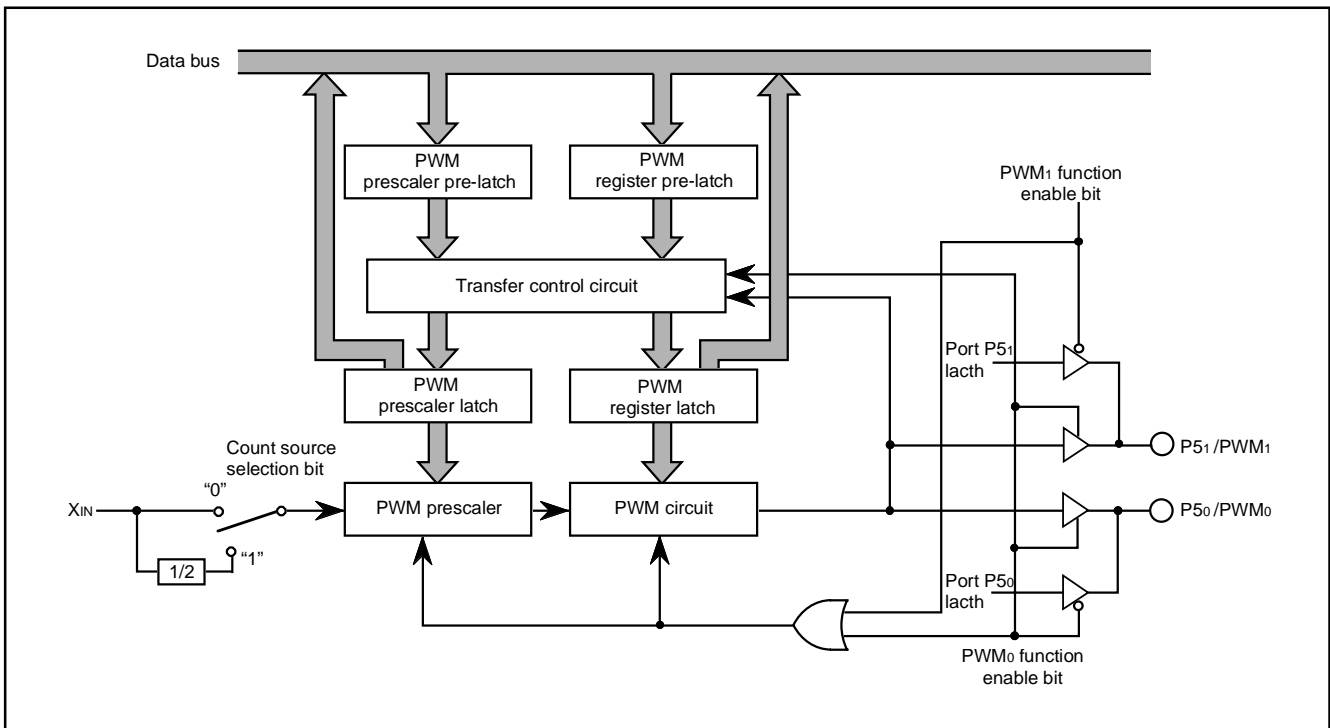 Data bus
PWM
prescaler pre-latch
PWM
register pre-latch
PWM1 function
enable bit
Transfer control circuit
Port P51
lacth
PWM
prescaler latch
PWM
register latch
Count source
selection bit
P51/PWM1
“0”
XIN
PWM prescaler
PWM circuit
P50/PWM0
“1”
1/2
Port P50
lacth
PWM0 function
enable bit